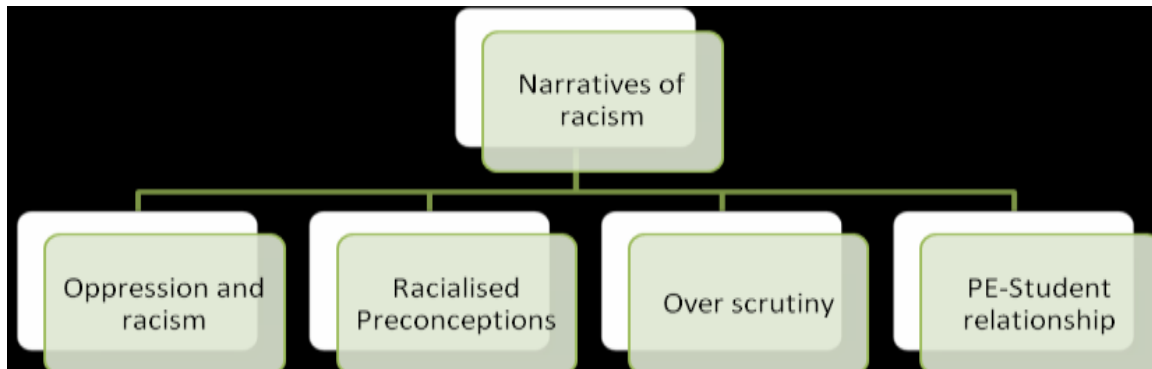 Narratives of
racism
Oppression and
racism
Racialised
Preconceptions
Over scrutiny
PE-Student
relationship